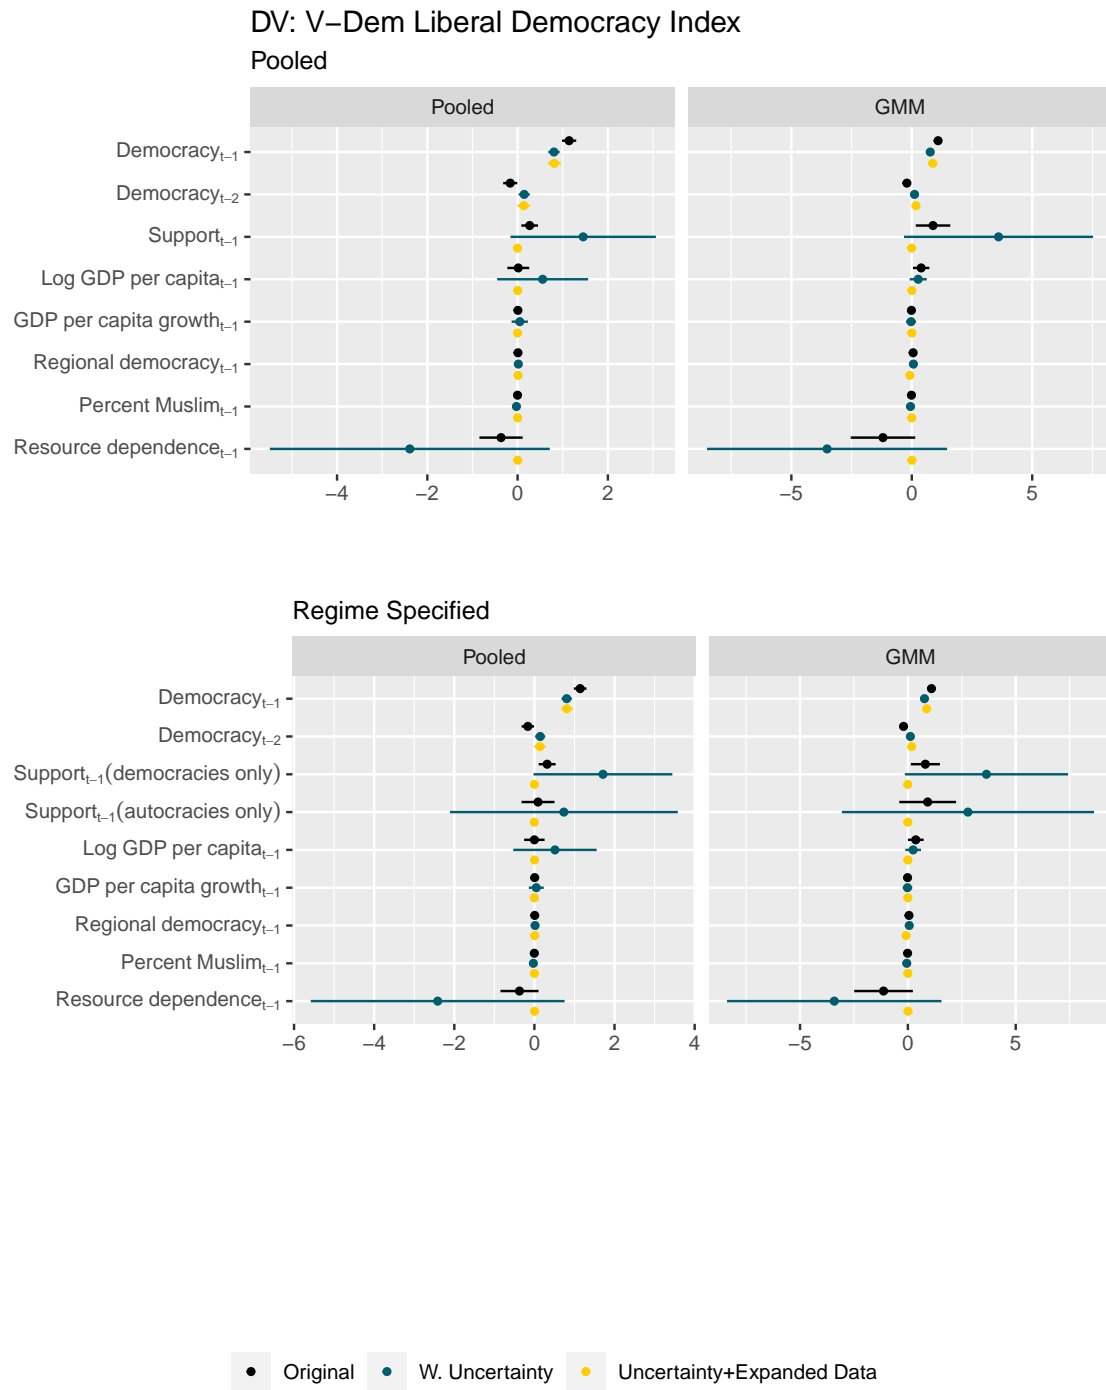 DV: V−Dem Liberal Democracy Index
Pooled
Pooled GMM
Democracyt−1
Democracyt−2
Supportt−1
Log GDP per capitat−1
GDP per capita growtht−1
Regional democracyt−1
Percent Muslimt−1
Resource dependencet−1
−4 −2 0 2 −5 0 5
Regime Specified
Pooled GMM
Democracyt−1
Democracyt−2
Supportt−1(democracies only)
Supportt−1(autocracies only)
Log GDP per capitat−1
GDP per capita growtht−1
Regional democracyt−1
Percent Muslimt−1
Resource dependencet−1
−6 −4 −2 0 2 4 −5 0 5
Original W. Uncertainty Uncertainty+Expanded Data